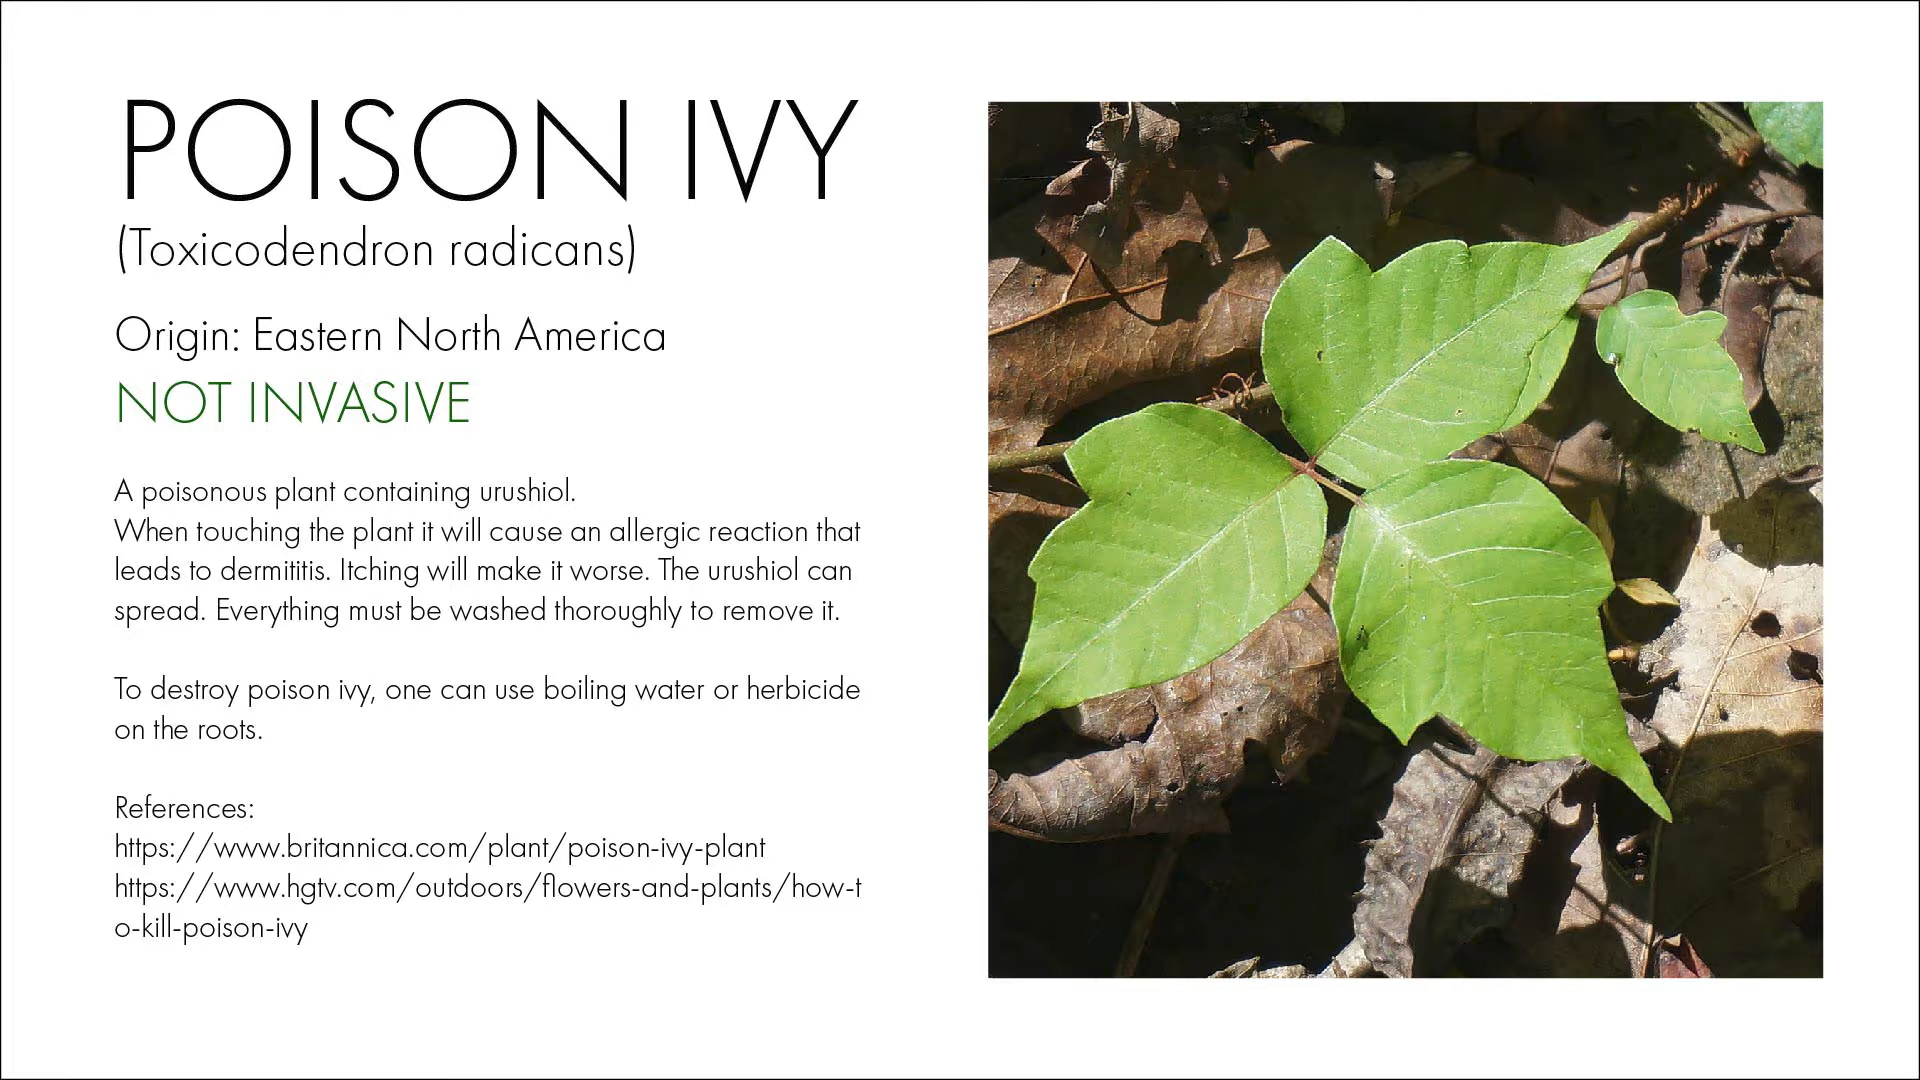 POISON IVY
(Toxicodendron radicans)
Origin: Eastern North America
NOT INVASIVE
A poisonous plant containing urushiol.
When touching the plant it will cause an allergic reaction that
leads to dermititis. Itching will make it worse. The urushiol can
spread. Everything must be washed thoroughly to remove it.
To destroy poison ivy, one can use boiling water or herbicide
on the roots.
References:
https://www.britannica.com/plant/poison-ivy-plant
https://www.hgtv.com/outdoors/flowers-and-plants/how-t
o-kill-poison-ivy